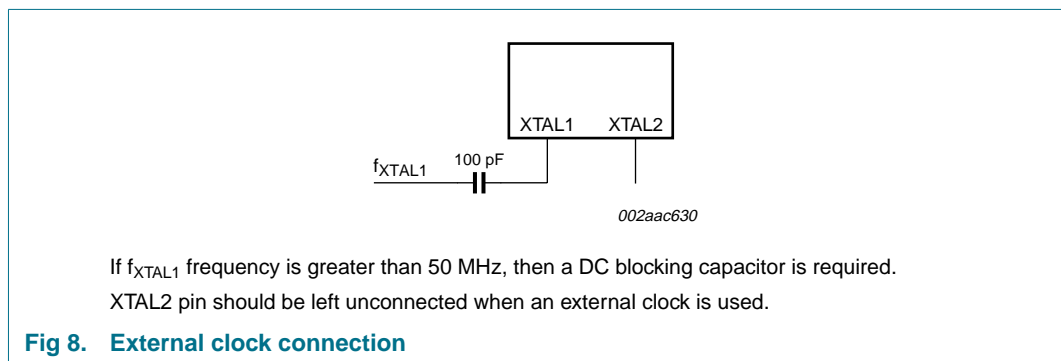 XTAL1 XTAL2
100 pF
fXTAL1
002aac630
If fXTAL1 frequency is greater than 50 MHz, then a DC blocking capacitor is required.
XTAL2 pin should be left unconnected when an external clock is used.
Fig 8. External clock connection